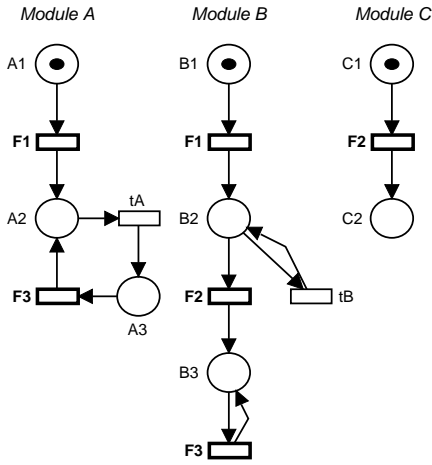 Module A Module B Module C
A1 B1 C1
F1 F1 F2
tA
A2 B2 C2
F3 F2 tB
A3
B3
F3